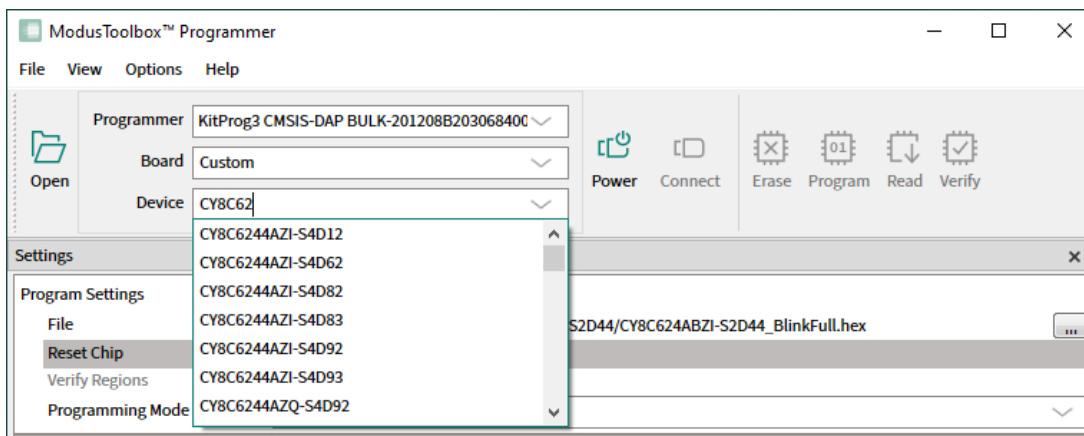 ModusToolbox™ Programmer
File View Options Help
Programmer KitProg3 CMSIS-DAP BULK-201208B203068400
Board Custom
Device CY8C62
Open
Power Connect Erase Program Read Verify
CY8C6244AZI-S4D12
CY8C6244AZI-S4D62
CY8C6244AZI-S4D82
CY8C6244AZI-S4D83
CY8C6244AZI-S4D92
CY8C6244AZI-S4D93
CY8C6244AZQ-S4D92
Settings
Program Settings
File S2D44/CY8C624ABZI-S2D44_BlinkFull.hex ...
Reset Chip
Verify Regions
Programming Mode